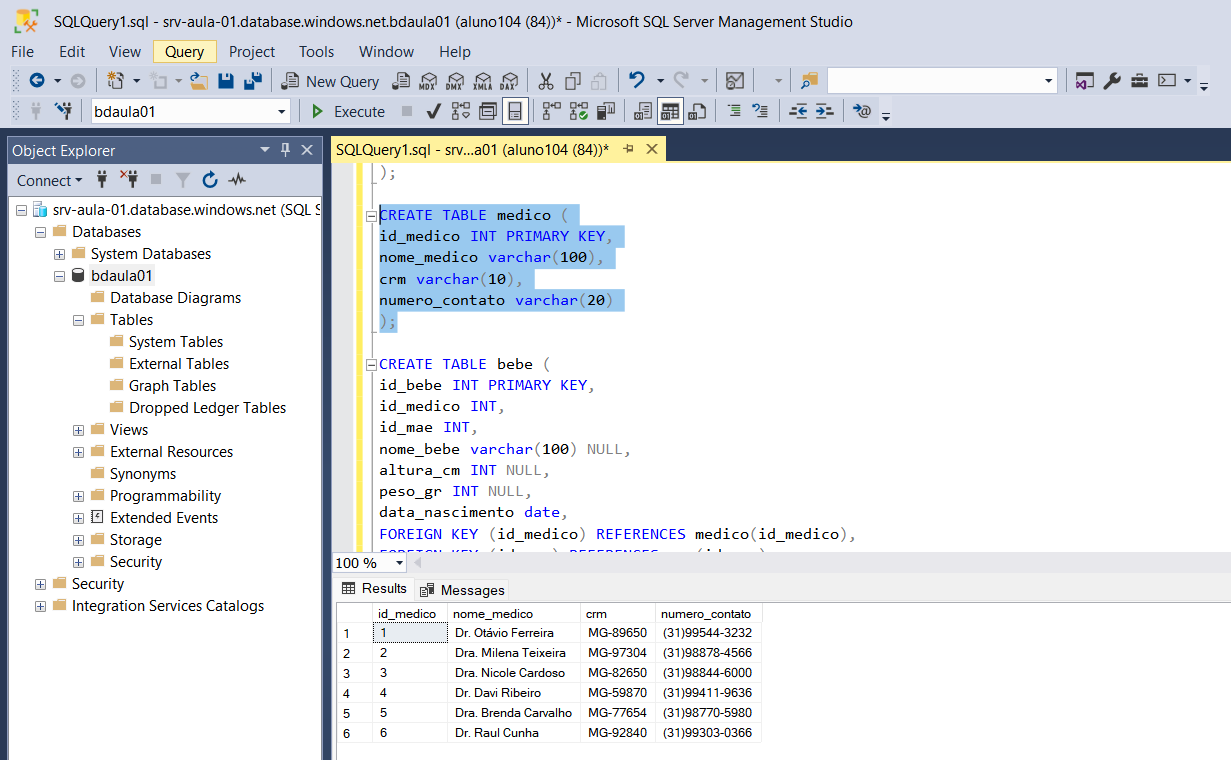 SQLQuery1.sql - srv-aula-01.database.windows.net.bdaula01 (aluno104 (84))* - Microsoft SQL Server Management Studio
File Edit View Query Project Tools Window Help
New Query MDX DMX XMLA DAX
bdaula01 Execute
Object Explorer
Connect
srv-aula-01.database.windows.net (SQL S
Databases
System Databases
bdaula01
Database Diagrams
Tables
System Tables
External Tables
Graph Tables
Dropped Ledger Tables
Views
External Resources
Synonyms
Programmability
Extended Events
Storage
Security
Security
Integration Services Catalogs
SQLQuery1.sql - srv...a01 (aluno104 (84))*
);
CREATE TABLE medico (
id_medico INT PRIMARY KEY,
nome_medico varchar(100),
crm varchar(10),
numero_contato varchar(20)
);
CREATE TABLE bebe (
id_bebe INT PRIMARY KEY,
id_medico INT,
id_mae INT,
nome_bebe varchar(100) NULL,
altura_cm INT NULL,
peso_gr INT NULL,
data_nascimento date,
FOREIGN KEY (id_medico) REFERENCES medico(id_medico),
100 %
Results Messages
id_medico nome_medico crm numero_contato
1 1 Dr. Otávio Ferreira MG-89650 (31)99544-3232
2 2 Dra. Milena Teixeira MG-97304 (31)98878-4566
3 3 Dra. Nicole Cardoso MG-82650 (31)98844-6000
4 4 Dr. Davi Ribeiro MG-59870 (31)99411-9636
5 5 Dra. Brenda Carvalho MG-77654 (31)98770-5980
6 6 Dr. Raul Cunha MG-92840 (31)99303-0366